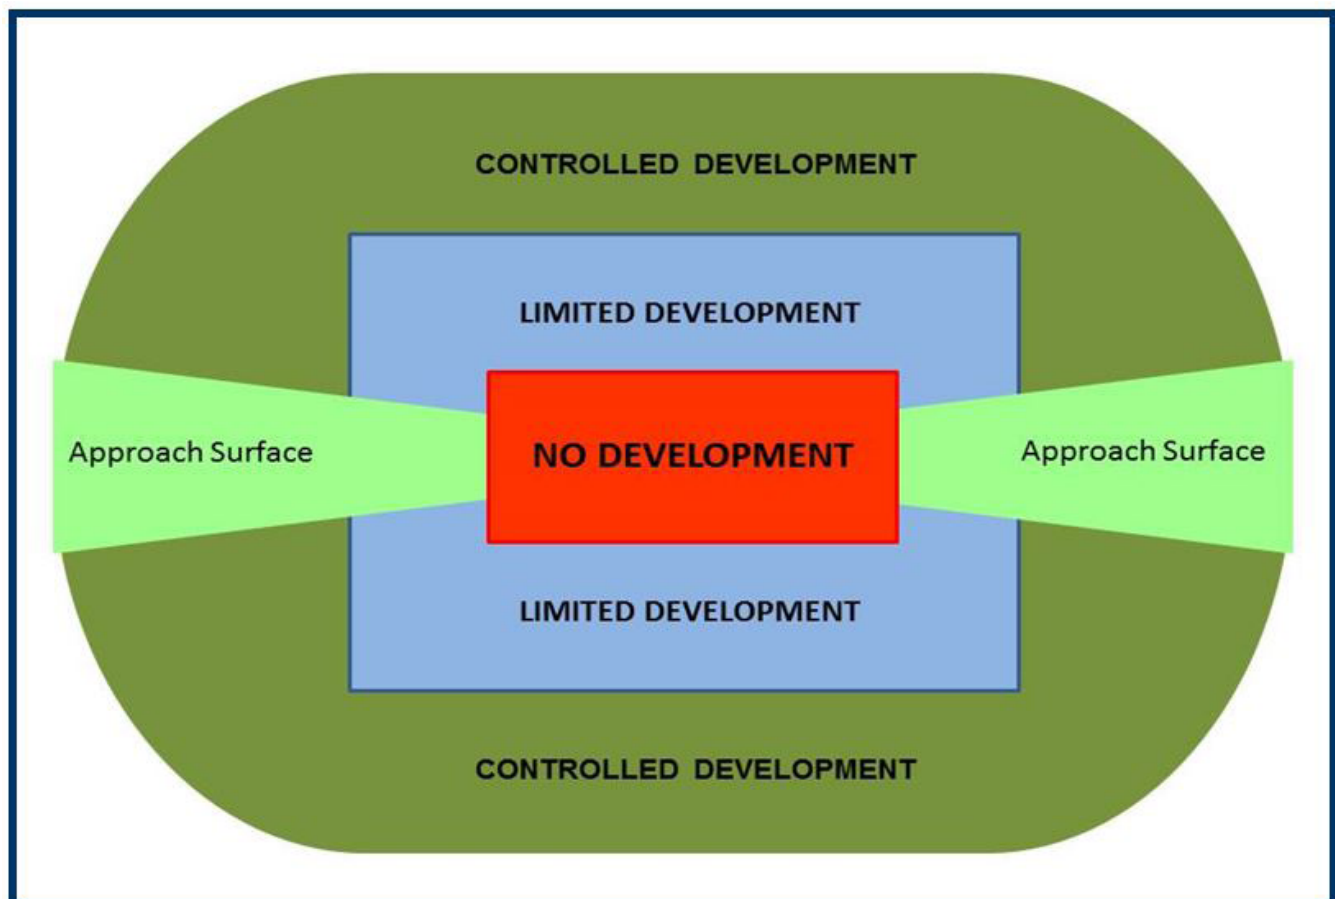 CONTROLLED DEVELOPMENT
LIMITED DEVELOPMENT
Approach Surface
NO DEVELOPMENT
Approach Surface
LIMITED DEVELOPMENT
CONTROLLED DEVELOPMENT